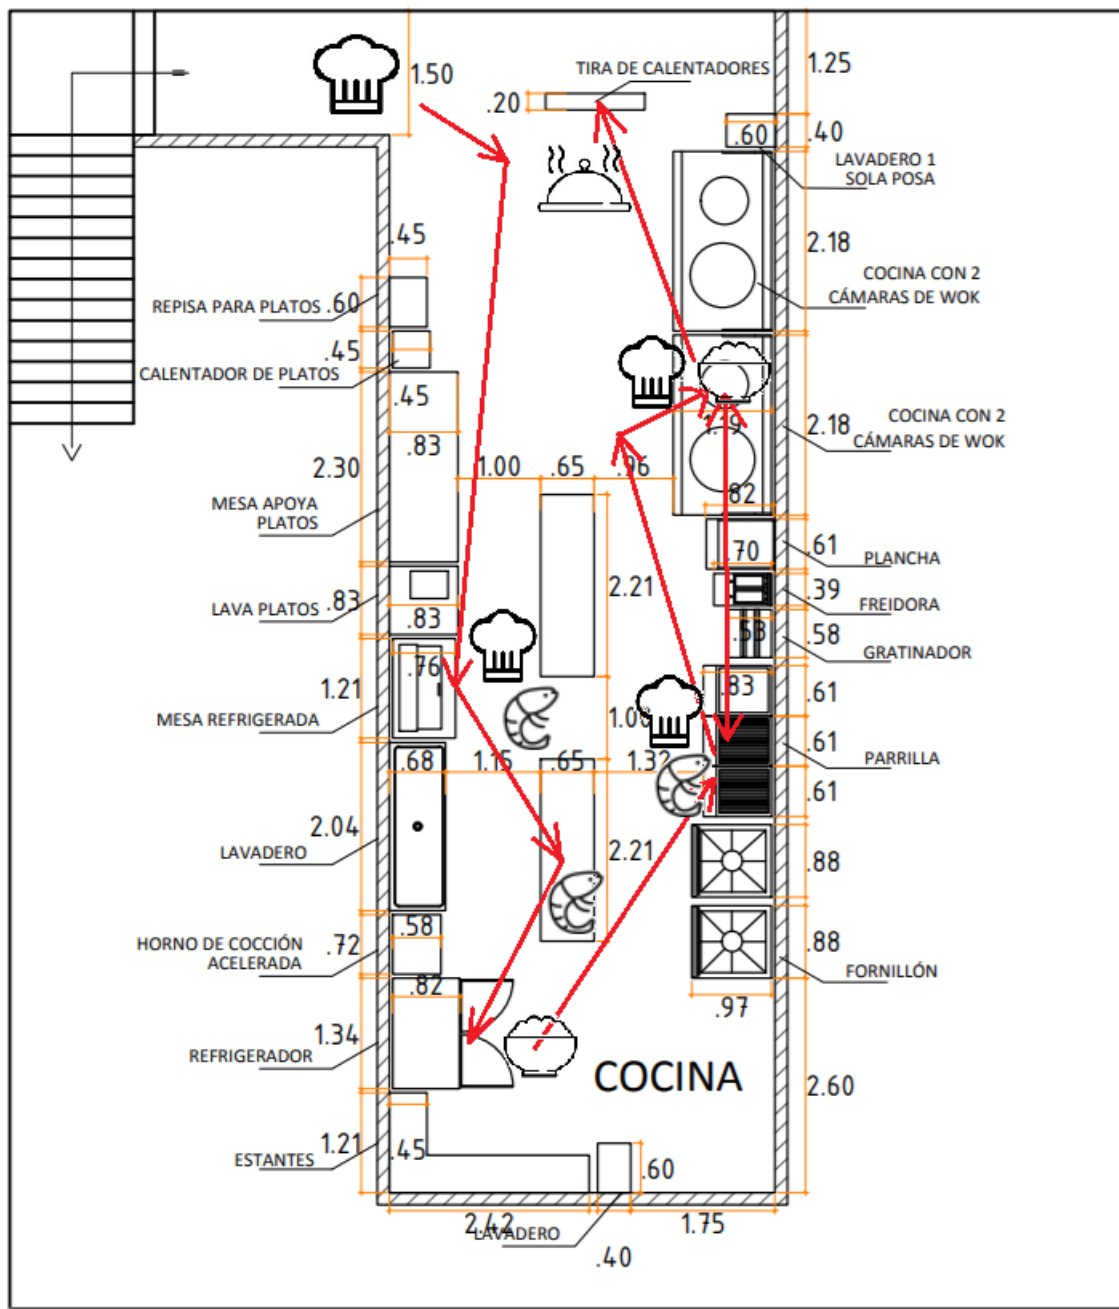 1.50
TIRA DE CALENTADORES
1.25
.20
.60
.40
LAVADERO 1
SOLA POSA
.45
2.18
COCINA CON 2
CÁMARAS DE WOK
REPISA PARA PLATOS
.60
.45
CALENTADOR DE PLATOS
.45
.83
1.00
.65
.96
2.18
COCINA CON 2
CÁMARAS DE WOK
2.30
MESA APOYA
PLATOS
.82
.70
.61
PLANCHA
LAVA PLATOS
.83
.83
2.21
.39
FREIDORA
.53
.58
GRATINADOR
.76
1.21
MESA REFRIGERADA
.83
.61
.61
PARRILLA
.68
1.15
.65
1.32
.61
2.04
LAVADERO
2.21
.88
HORNO DE COCCIÓN
ACELERADA
.72
.58
.88
FORNILLÓN
.82
.97
1.34
REFRIGERADOR
COCINA
2.60
1.21
ESTANTES
.45
.60
2.42
LAVADERO
1.75
.40